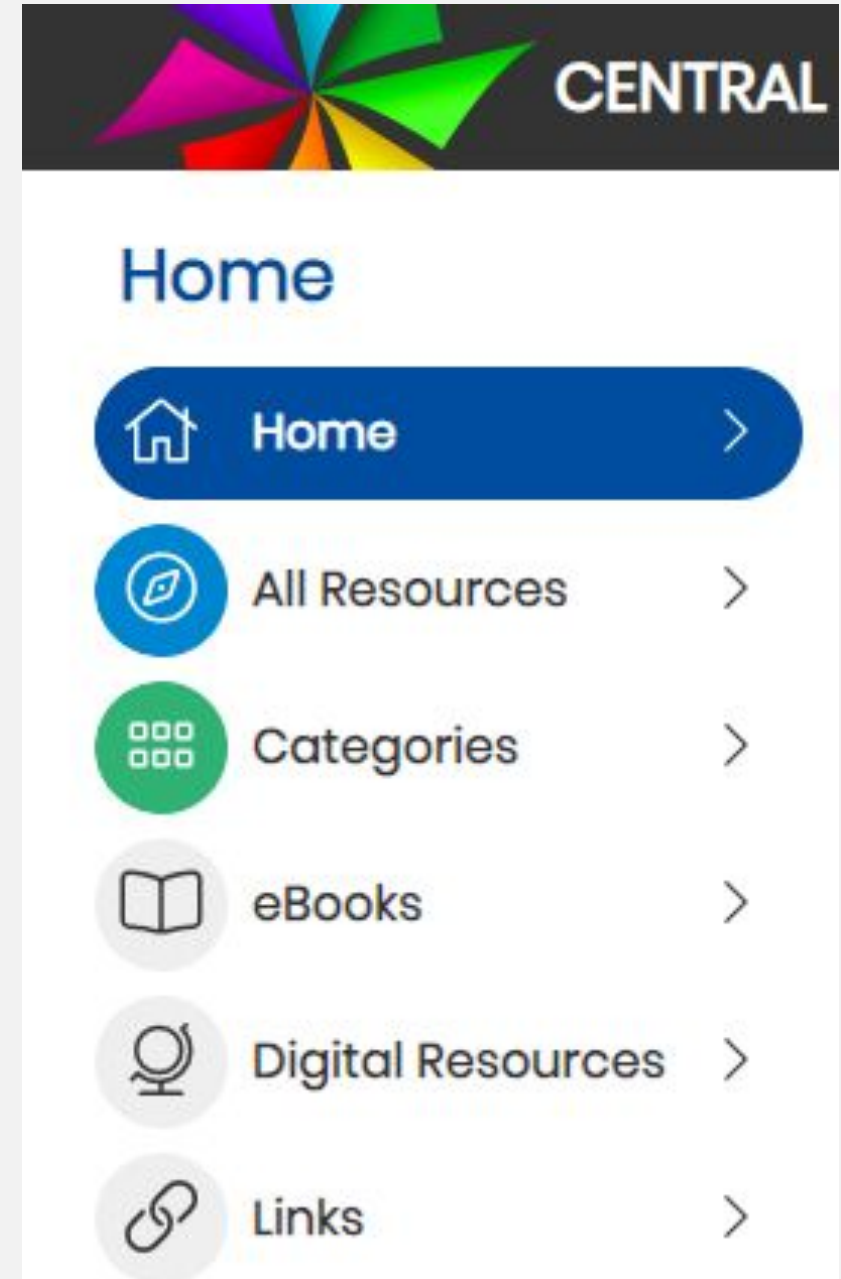 CENTRAL
Home
Home
All Resources
Categories
eBooks
Digital Resources
Links